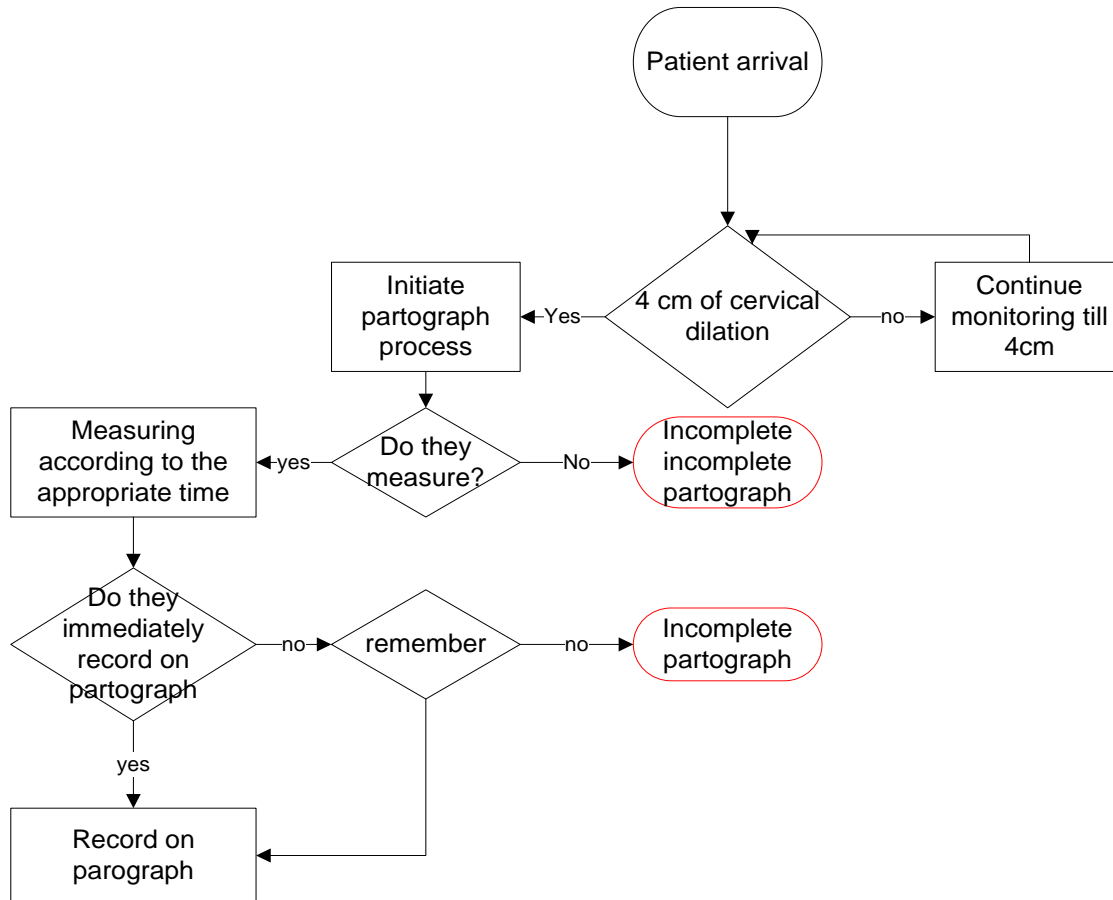 Patient arrival
Initiate
partograph
process
Yes
4 cm of cervical
dilation
no
Continue
monitoring till
4cm
Measuring
according to the
appropriate time
yes
Do they
measure?
No
Incomplete
incomplete
partograph
Do they
immediately
record on
partograph
no
remember
no
Incomplete
partograph
yes
Record on
parograph